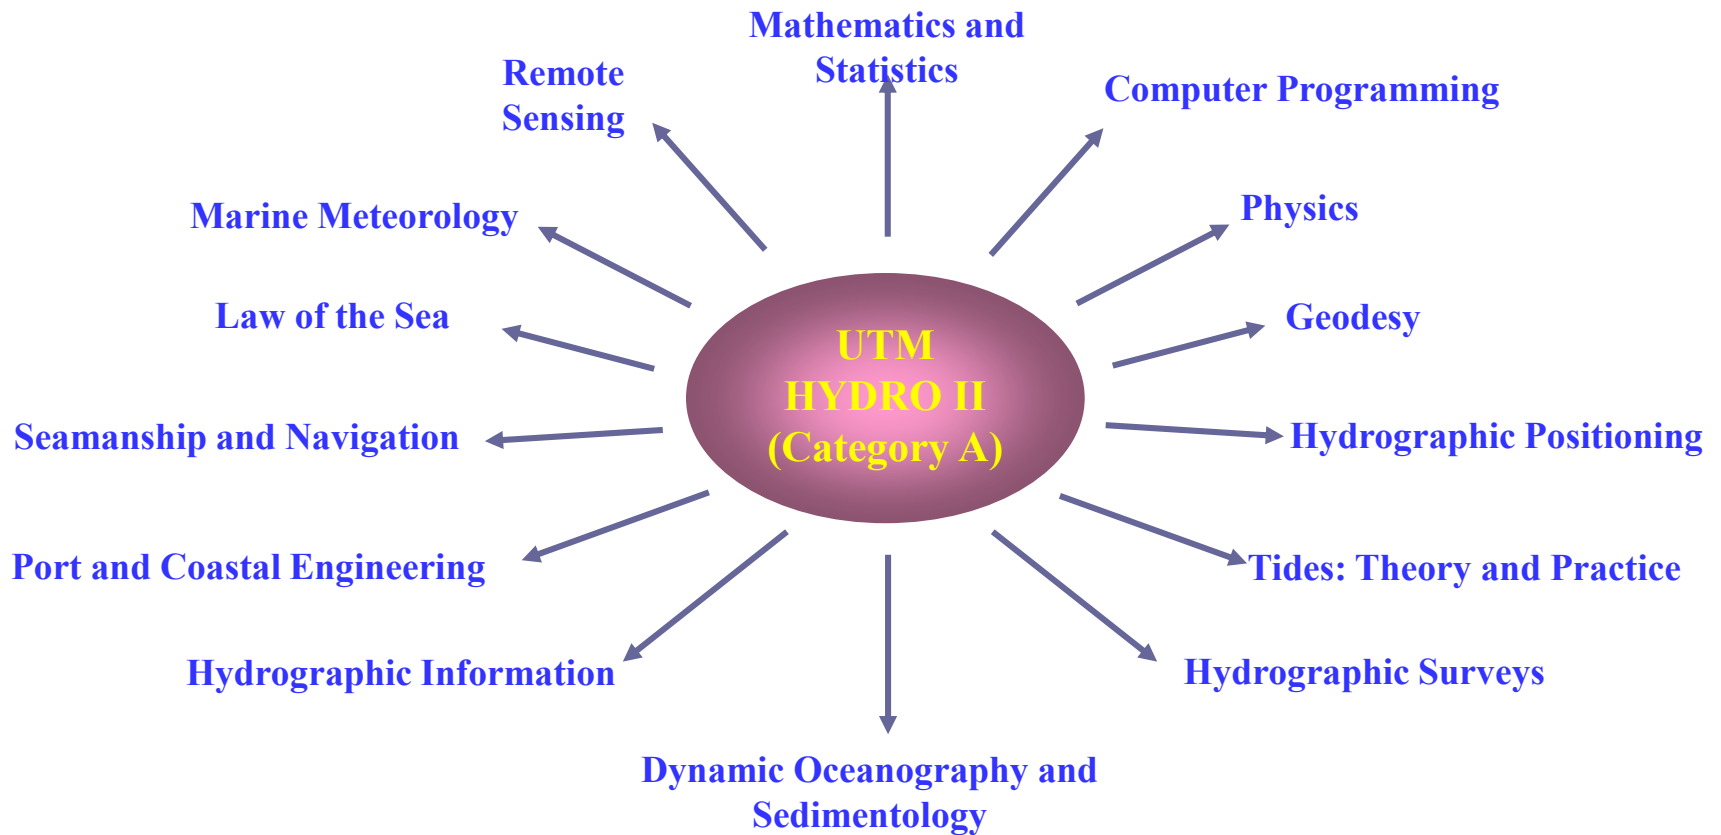 Mathematics and
Statistics
Remote
Sensing
Computer Programming
Marine Meteorology
Physics
Law of the Sea
Geodesy
UTM
HYDRO II
(Category A)
Seamanship and Navigation
Hydrographic Positioning
Port and Coastal Engineering
Tides: Theory and Practice
Hydrographic Information
Hydrographic Surveys
Dynamic Oceanography and
Sedimentology